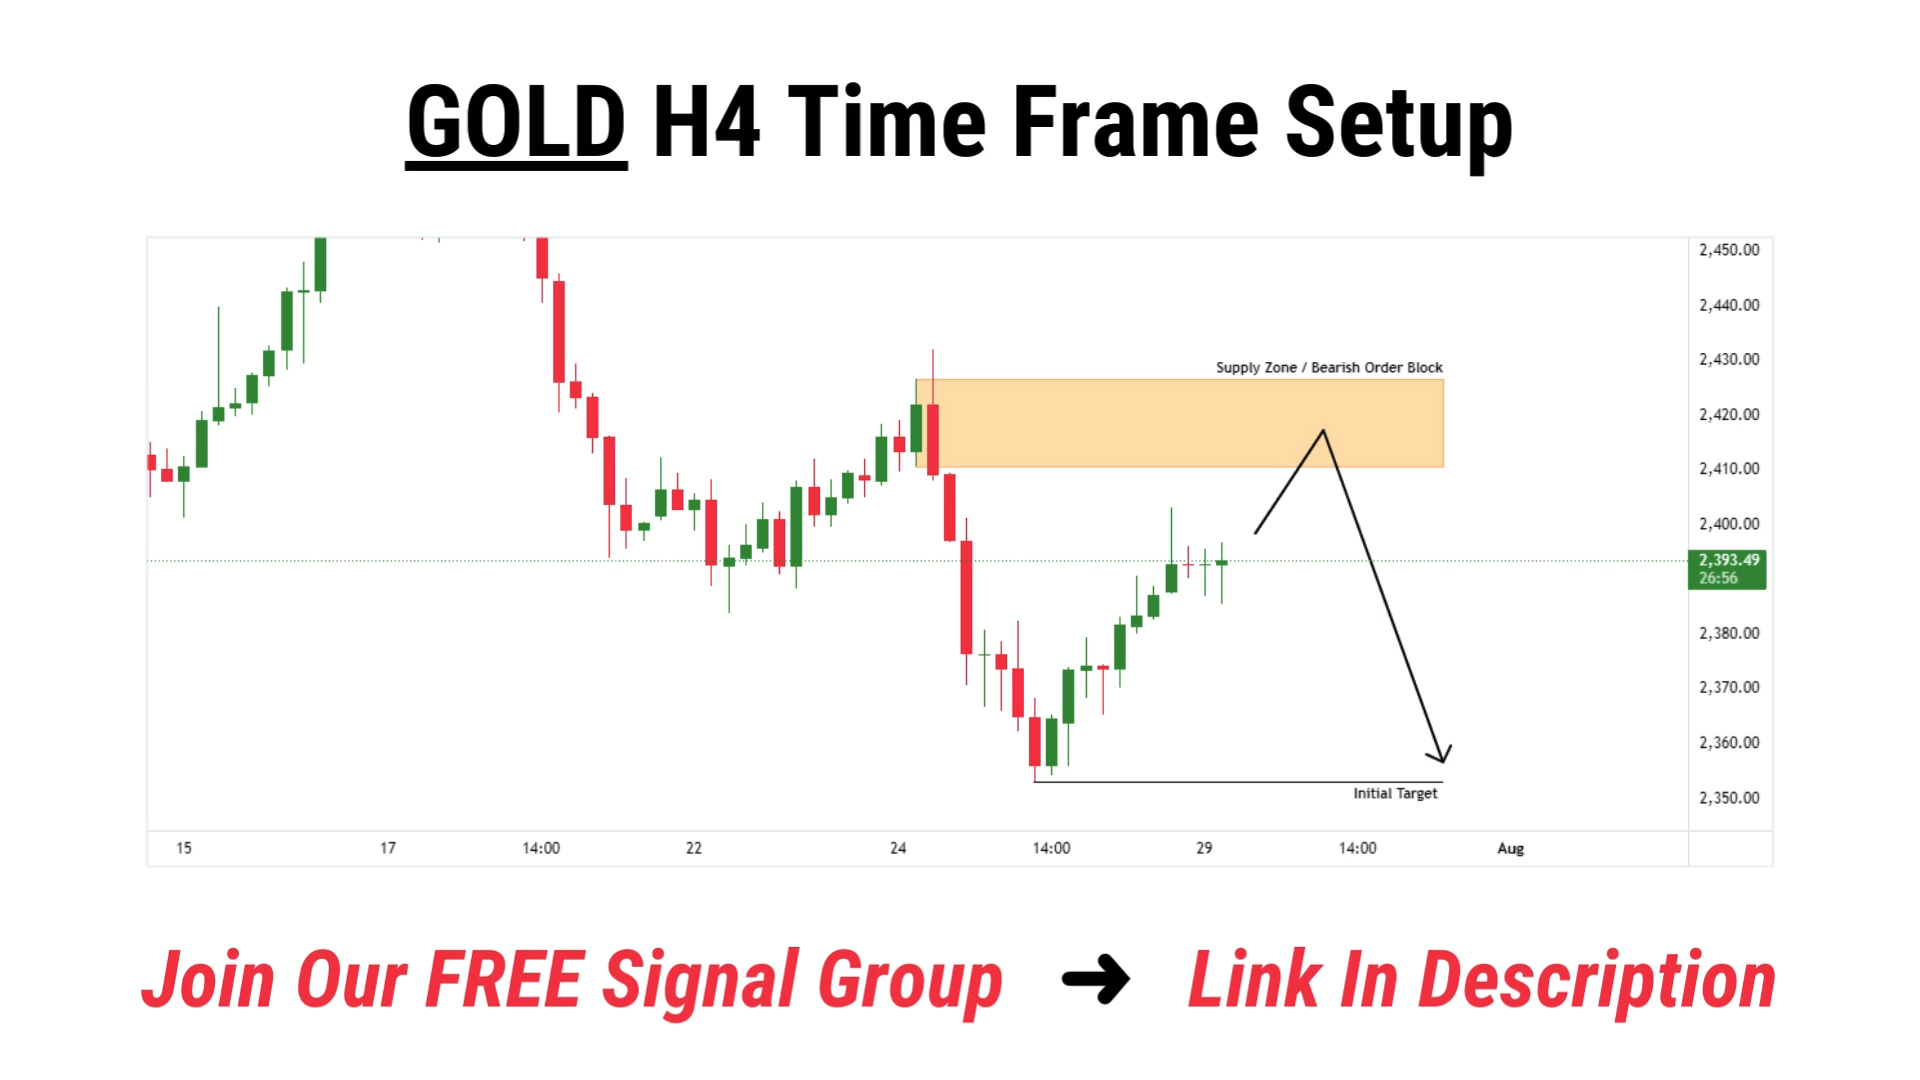 GOLD H4 Time Frame Setup
2,450.00
2,440.00
2,430.00
Supply Zone / Bearish Order Block
2,420.00
2,410.00
2,400.00
2,393.49
26:56
2,380.00
2,370.00
2,360.00
2,350.00
Initial Target
15 17 14:00 22 24 14:00 29 14:00 Aug
Join Our FREE Signal Group ➔ Link In Description